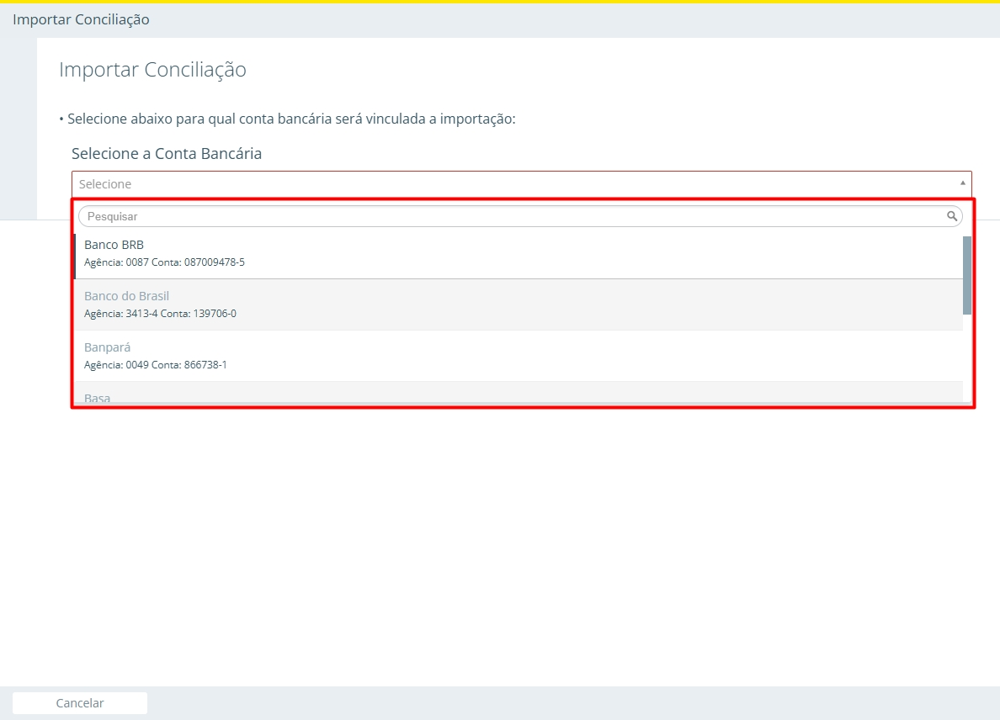 Importar Conciliação
Importar Conciliação
• Selecione abaixo para qual conta bancária será vinculada a importação:
Selecione a Conta Bancária
Selecione
Pesquisar
Banco BRB
Agência: 0087 Conta: 087009478-5
Banco do Brasil
Agência: 3413-4 Conta: 139706-0
Banpará
Agência: 0049 Conta: 866738-1
Basa
Cancelar